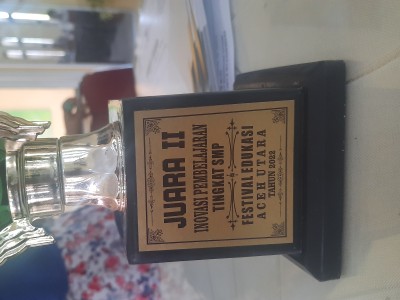 JUARA II
INOVASI PEMBELAJARAN
TINGKAT SMP
FESTIVAL EDUKASI
ACEH UTARA
TAHUN 2022